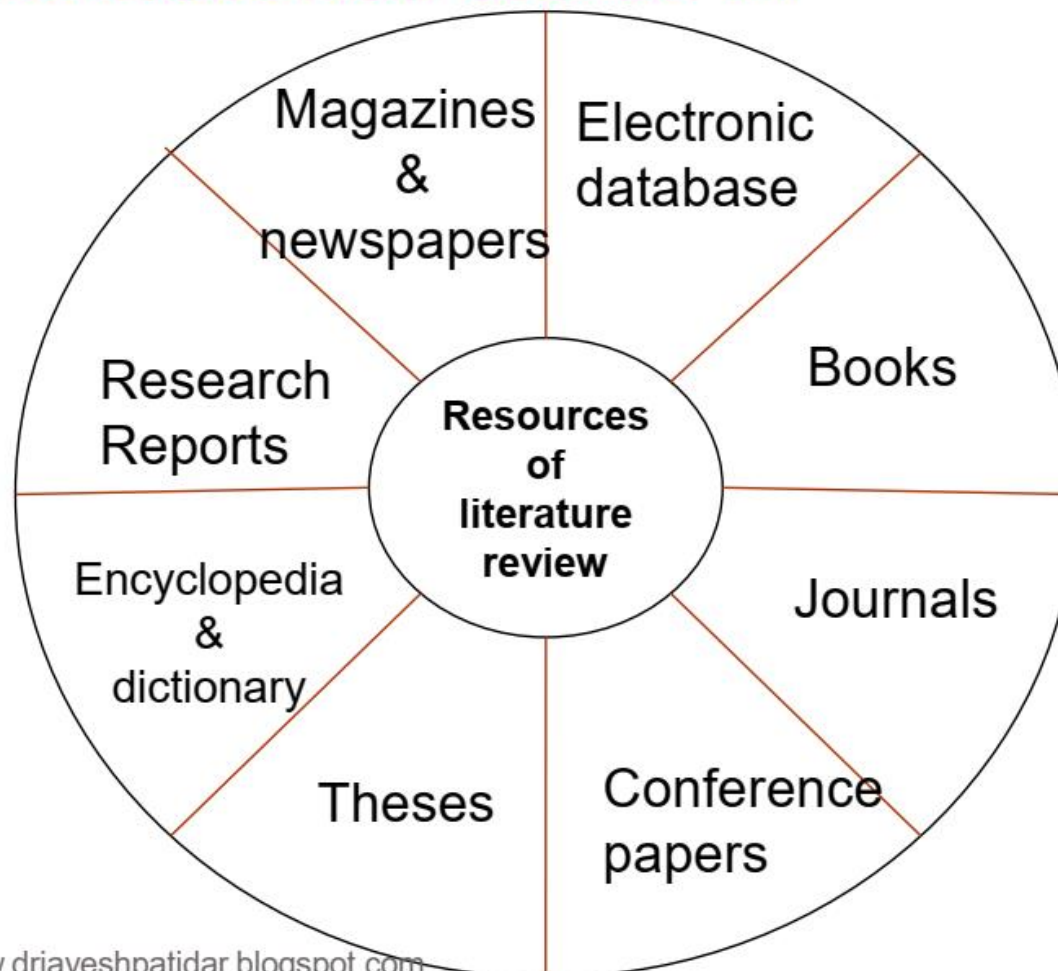 Magazines
&
newspapers
Electronic
database
Books
Journals
Conference
papers
Theses
Encyclopedia
&
dictionary
Research
Reports
Resources
of
literature
review
driayeshpatidar.blogspot.com